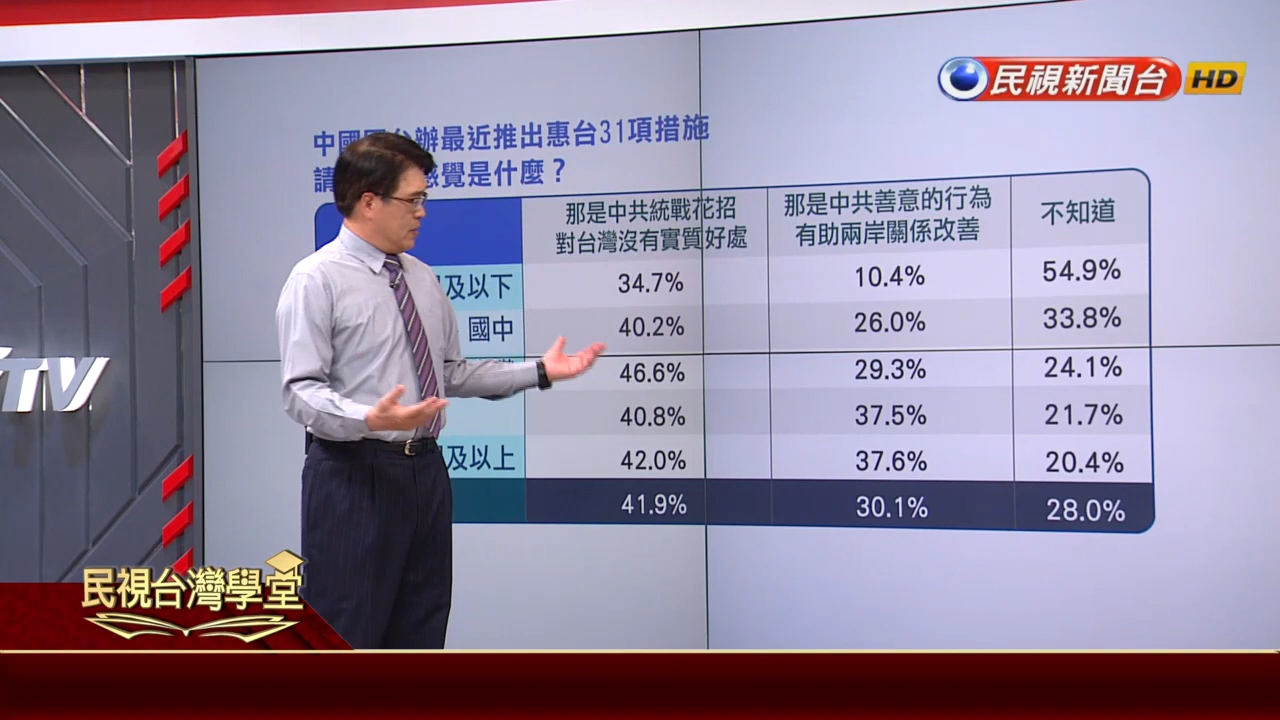 民視新聞台 HD
中國 辦最近推出惠台31項措施
請 感覺是什麼？
那是中共統戰花招
對台灣沒有實質好處
那是中共善意的行為
有助兩岸關係改善
不知道
及以下 34.7% 10.4% 54.9%
國中 40.2% 26.0% 33.8%
46.6% 29.3% 24.1%
40.8% 37.5% 21.7%
及以上 42.0% 37.6% 20.4%
41.9% 30.1% 28.0%
TV
民視台灣學堂